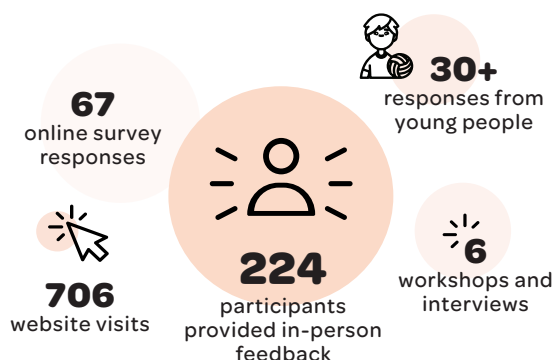 67
online survey
responses
30+
responses from
young people
706
website visits
224
participants
provided in-person
feedback
6
workshops and
interviews